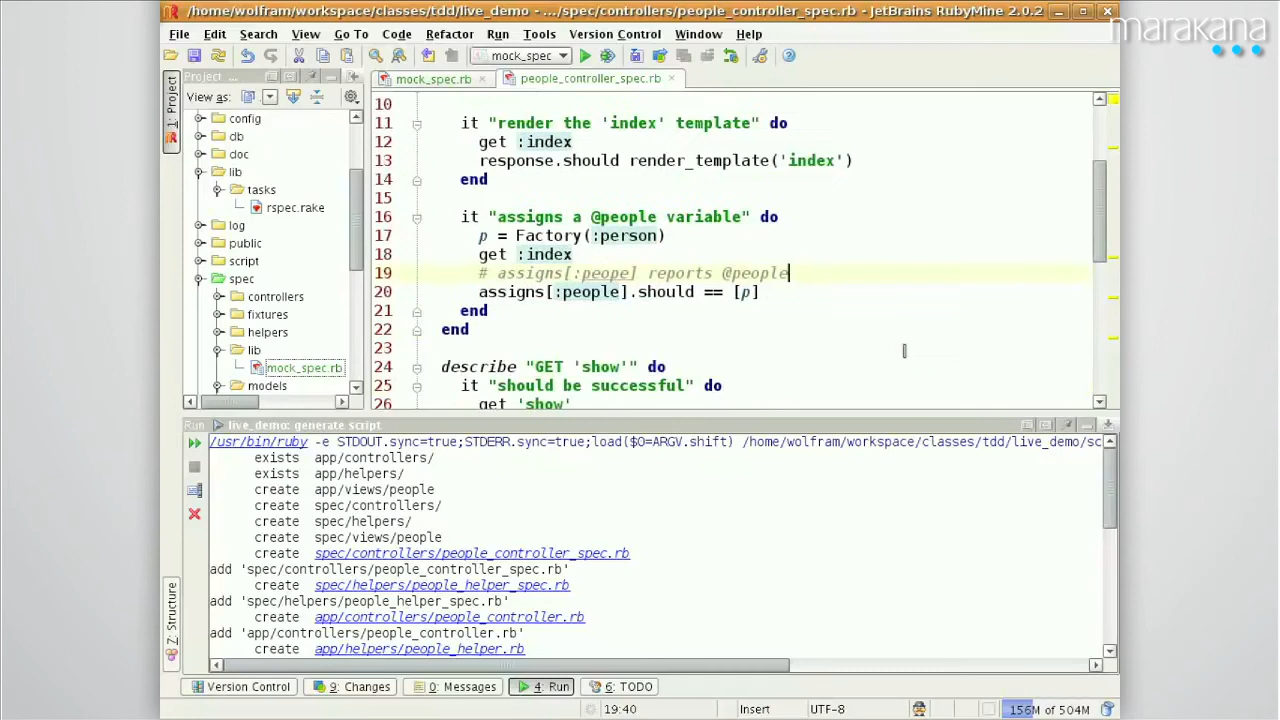 /home/wolfram/workspace/classes/tdd/live_demo - .../spec/controllers/people_controller_spec.rb - JetBrains RubyMine 2.0.2
marakana
File Edit Search View Go To Code Refactor Run Tools Version Control Window Help
mock_spec
1: Project
Project ...
mock_spec.rb
people_controller_spec.rb
View as:
config
db
doc
lib
tasks
rspec.rake
log
public
script
spec
controllers
fixtures
helpers
lib
mock_spec.rb
models
10
11 it "render the 'index' template" do
12 get :index
13 response.should render_template('index')
14 end
15
16 it "assigns a @people variable" do
17 p = Factory(:person)
18 get :index
19 # assigns[:peope] reports @people
20 assigns[:people].should == [p]
21 end
22 end
23
24 describe "GET 'show'" do
25 it "should be successful" do
26 get 'show'
Run live_demo: generate script
/usr/bin/ruby -e STDOUT.sync=true;STDERR.sync=true;load($0=ARGV.shift) /home/wolfram/workspace/classes/tdd/live_demo/sc
exists app/controllers/
exists app/helpers/
create app/views/people
create spec/controllers/
create spec/helpers/
create spec/views/people
create spec/controllers/people_controller_spec.rb
add 'spec/controllers/people_controller_spec.rb'
create spec/helpers/people_helper_spec.rb
add 'spec/helpers/people_helper_spec.rb'
create app/controllers/people_controller.rb
add 'app/controllers/people_controller.rb'
create app/helpers/people_helper.rb
Z: Structure
Version Control 9: Changes 0: Messages 4: Run 6: TODO
19:40 Insert UTF-8 156M of 504M